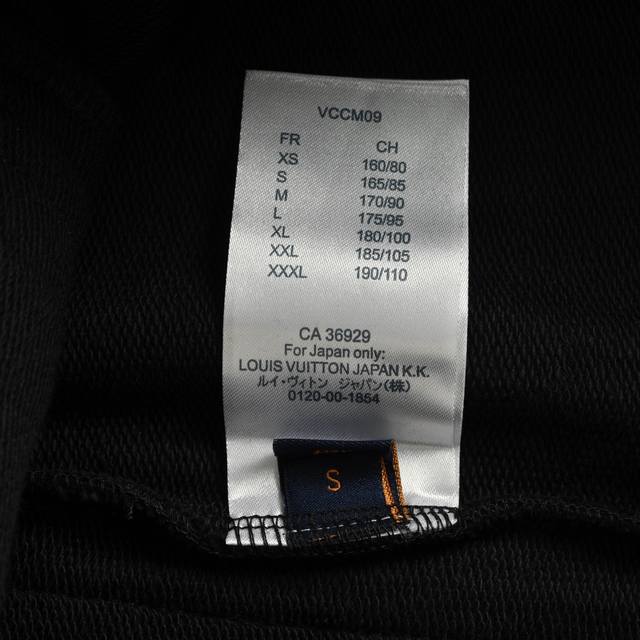 VCCM09
FR CH
XS 160/80
S 165/85
M 170/90
L 175/95
XL 180/100
XXL 185/105
XXXL 190/110
CA 36929
For Japan only:
LOUIS VUITTON JAPAN K.K.
ルイ・ヴィトン ジャパン(株)
0120-00-1854
S